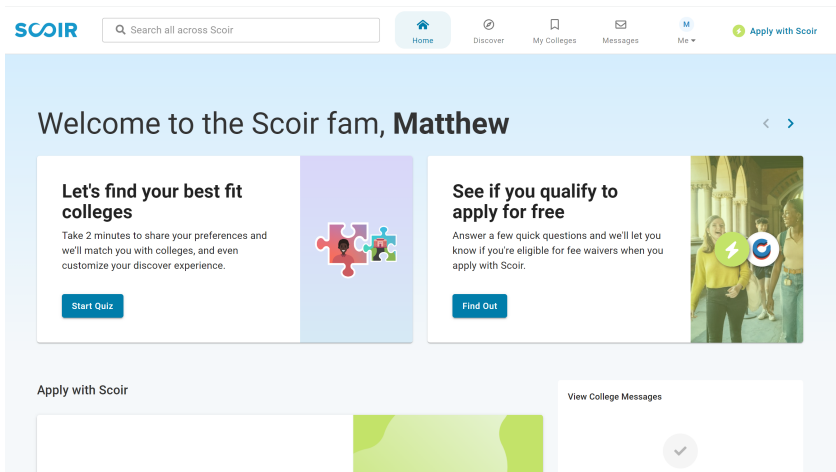 SCOIR
Search all across Scoir
Home
Discover
My Colleges
Messages
M
Me
Apply with Scoir
Welcome to the Scoir fam, Matthew
Let's find your best fit
colleges
Take 2 minutes to share your preferences and
we'll match you with colleges, and even
customize your discover experience.
Start Quiz
See if you qualify to
apply for free
Answer a few quick questions and we'll let you
know if you're eligible for fee waivers when you
apply with Scoir.
Find Out
Apply with Scoir
View College Messages